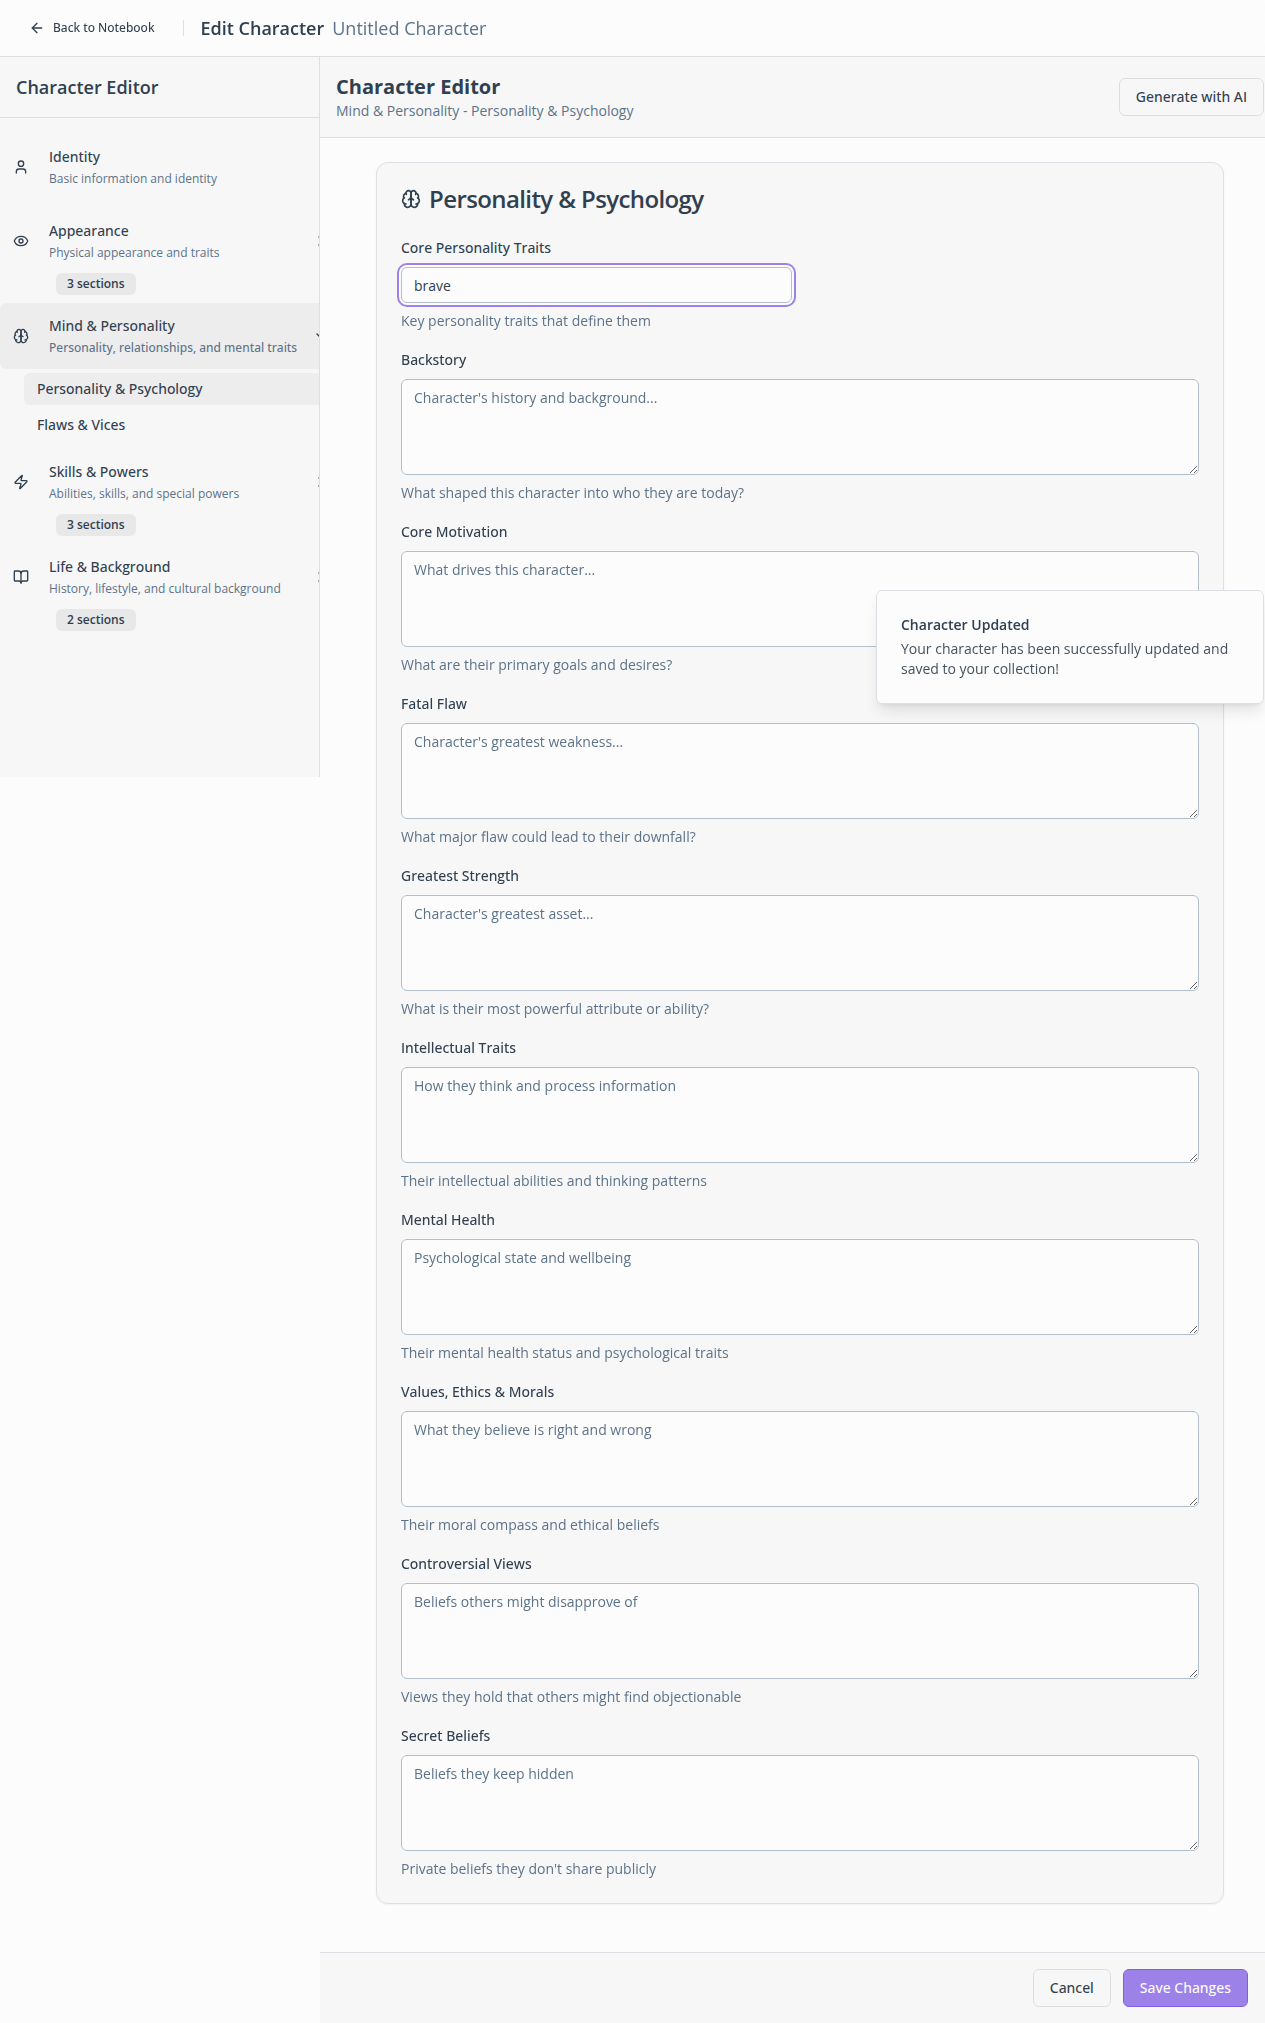 Back to Notebook
Edit Character Untitled Character
Character Editor
Identity
Basic information and identity
Appearance
Physical appearance and traits
3 sections
Mind & Personality
Personality, relationships, and mental traits
Personality & Psychology
Flaws & Vices
Skills & Powers
Abilities, skills, and special powers
3 sections
Life & Background
History, lifestyle, and cultural background
2 sections
Character Editor
Mind & Personality - Personality & Psychology
Generate with AI
Personality & Psychology
Core Personality Traits
brave
Key personality traits that define them
Backstory
Character's history and background...
What shaped this character into who they are today?
Core Motivation
What drives this character...
What are their primary goals and desires?
Character Updated
Your character has been successfully updated and
saved to your collection!
Fatal Flaw
Character's greatest weakness...
What major flaw could lead to their downfall?
Greatest Strength
Character's greatest asset...
What is their most powerful attribute or ability?
Intellectual Traits
How they think and process information
Their intellectual abilities and thinking patterns
Mental Health
Psychological state and wellbeing
Their mental health status and psychological traits
Values, Ethics & Morals
What they believe is right and wrong
Their moral compass and ethical beliefs
Controversial Views
Beliefs others might disapprove of
Views they hold that others might find objectionable
Secret Beliefs
Beliefs they keep hidden
Private beliefs they don't share publicly
Cancel
Save Changes